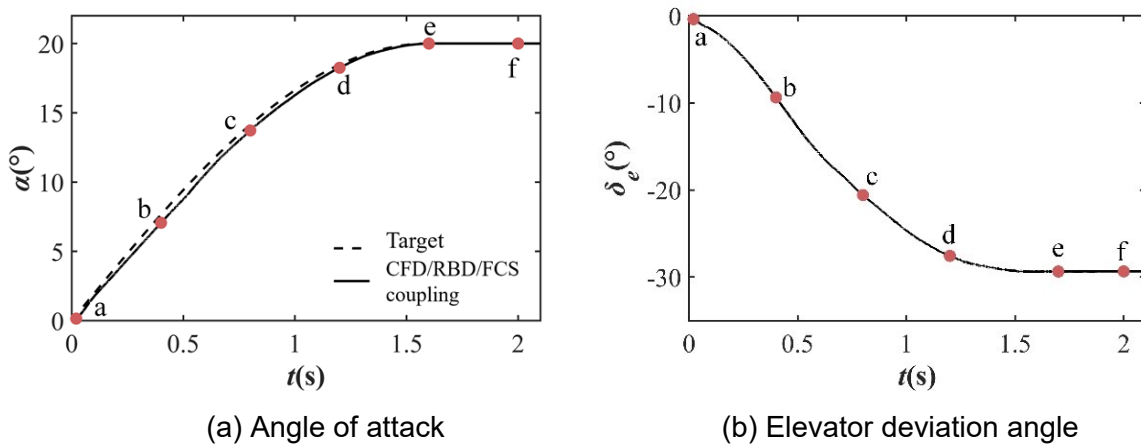 20
15
10
5
0
α(°)
a
b
c
d
e
f
Target
CFD/RBD/FCS
coupling
0
0.5
1
1.5
2
t(s)
(a) Angle of attack
0
-10
-20
-30
δe(°)
a
b
c
d
e
f
0
0.5
1
1.5
2
t(s)
(b) Elevator deviation angle